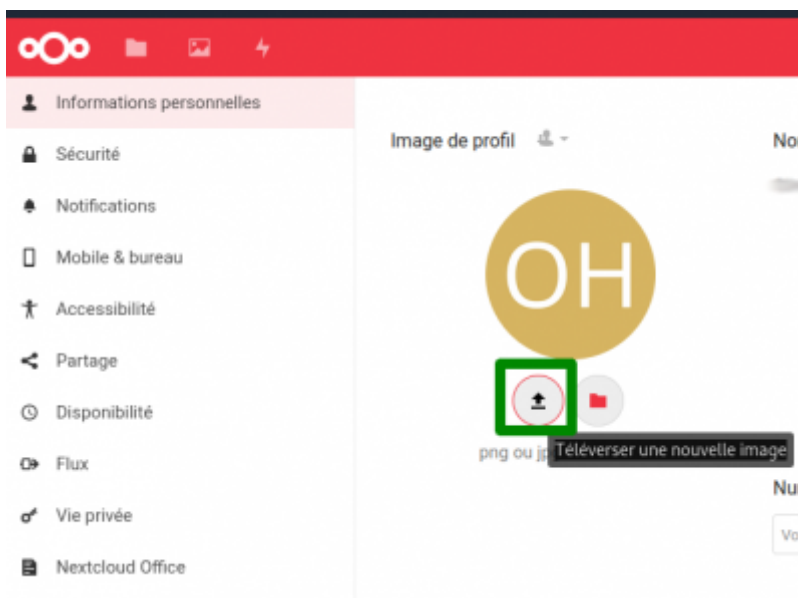 Informations personnelles
Sécurité
Notifications
Mobile & bureau
Accessibilité
Partage
Disponibilité
Flux
Vie privée
Nextcloud Office
Image de profil
OH
Téléverser une nouvelle image
png ou